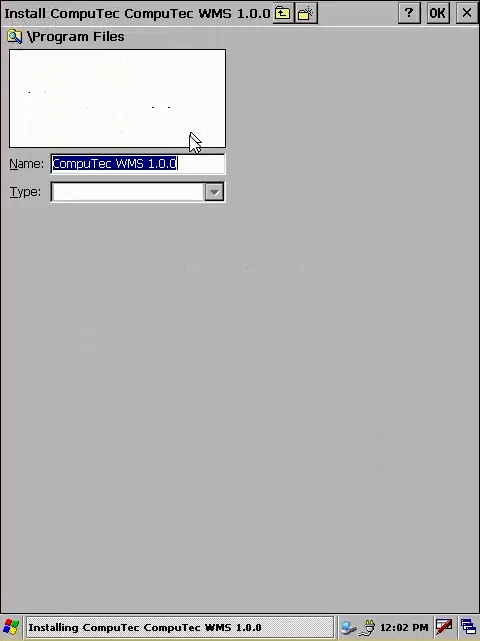 Install CompuTec CompuTec WMS 1.0.0 ? OK ×
\Program Files
Name: CompuTec WMS 1.0.0
Type:
Installing CompuTec CompuTec WMS 1.0.0 12:02 PM